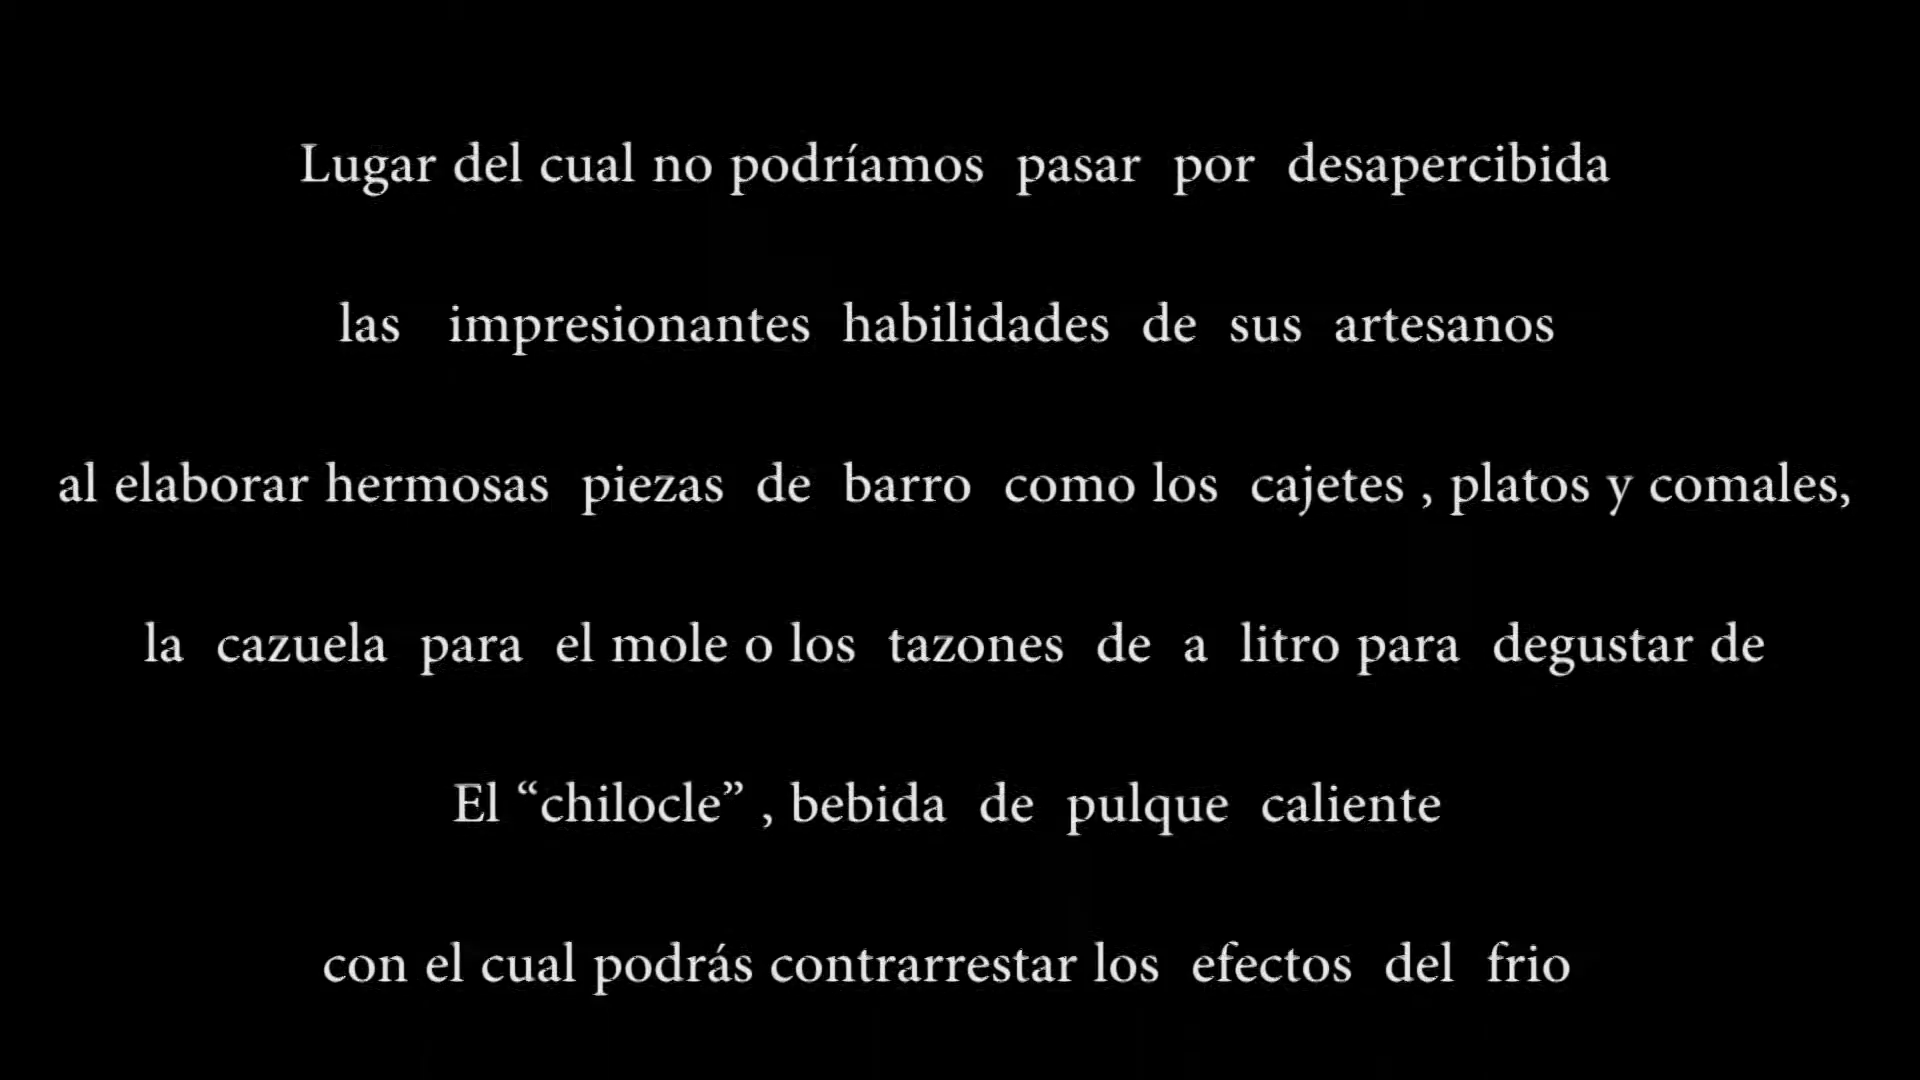 Lugar del cual no podríamos pasar por desapercibida
las impresionantes habilidades de sus artesanos
al elaborar hermosas piezas de barro como los cajetes , platos y comales,
la cazuela para el mole o los tazones de a litro para degustar de
El “chilocle” , bebida de pulque caliente
con el cual podrás contrarrestar los efectos del frio